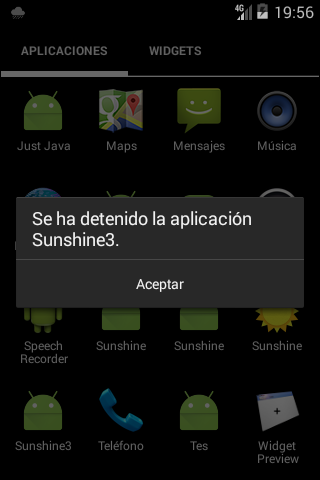 4G 19:56
APLICACIONES WIDGETS
Just Java Maps Mensajes Música
Se ha detenido la aplicación
Sunshine3.
Aceptar
Speech
Recorder Sunshine Sunshine Sunshine
Sunshine3 Teléfono Tes Widget
Preview